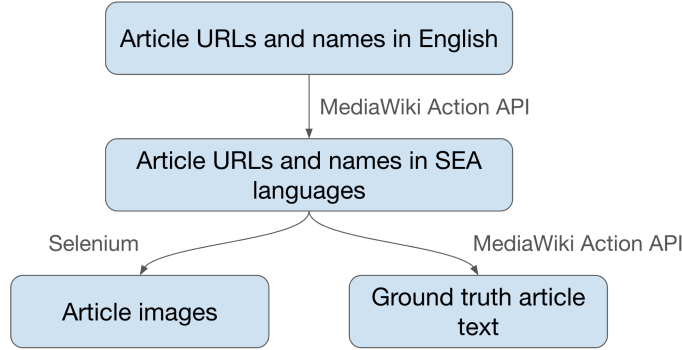 Article URLs and names in English
MediaWiki Action API
Article URLs and names in SEA
languages
Selenium
MediaWiki Action API
Article images
Ground truth article
text